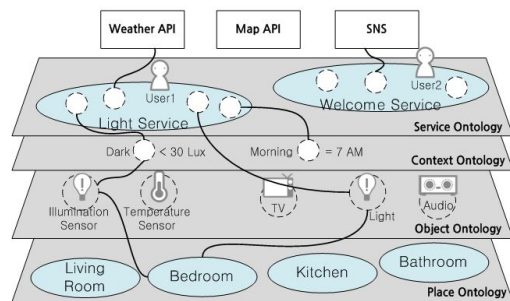 Weather API
Map API
SNS
User1
User2
Light Service
Welcome Service
Service Ontology
Dark < 30 Lux
Morning = 7 AM
Context Ontology
Illumination
Sensor
Temperature
Sensor
TV
Light
Audio
Object Ontology
Living
Room
Bedroom
Kitchen
Bathroom
Place Ontology